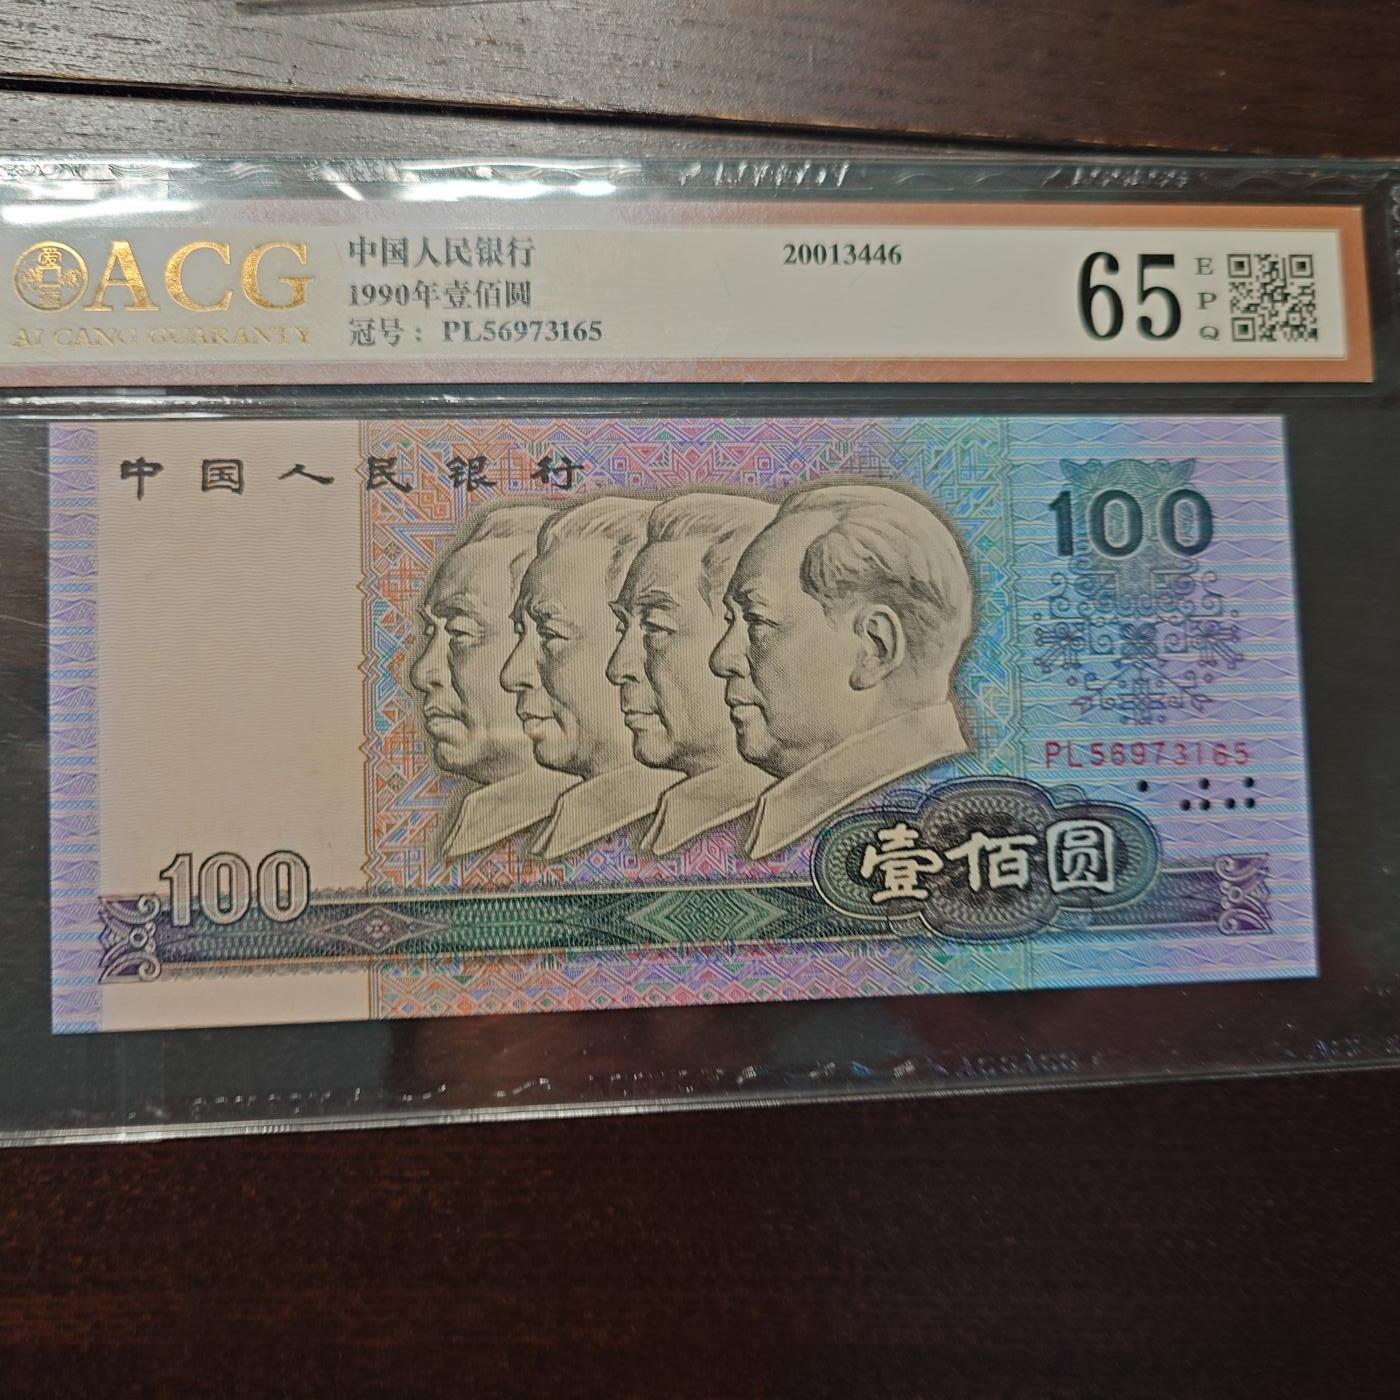 ACG
AI CANG GUARANTY
中国人民银行
1990年壹佰圆
冠号： PL56973165
20013446
65
EPQ
中国人民银行
100
PL56973165
壹佰圆
100